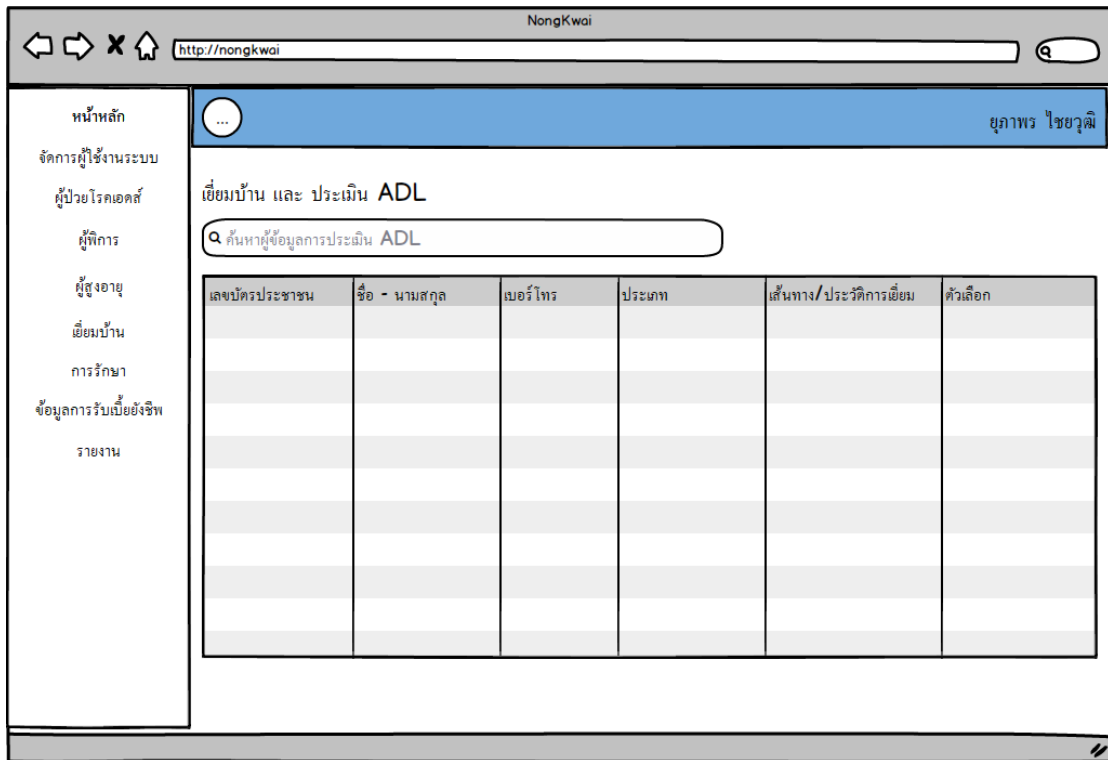 NongKwai
http://nongkwai
หน้าหลัก
จัดการผู้ใช้งานระบบ
ผู้ป่วยโรคเอดส์
ผู้พิการ
ผู้สูงอายุ
เยี่ยมบ้าน
การรักษา
ข้อมูลการรับเบี้ยยังชีพ
รายงาน
...
ยุภาพร ไชยวุฒิ
เยี่ยมบ้าน และ ประเมิน ADL
ค้นหาผู้ข้อมูลการประเมิน ADL
เลขบัตรประชาชน ชื่อ - นามสกุล เบอร์โทร ประเภท เส้นทาง/ประวัติการเยี่ยม ตัวเลือก